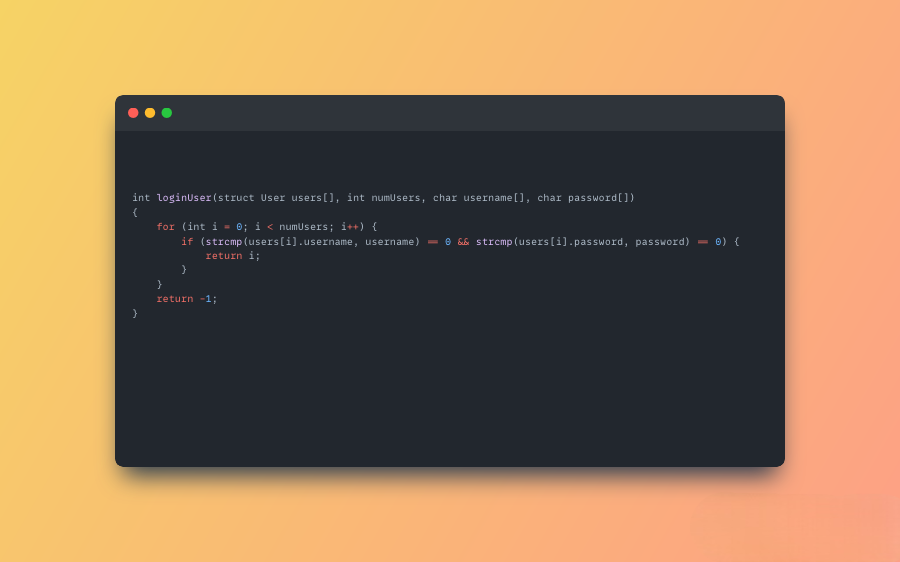 int loginUser(struct User users[], int numUsers, char username[], char password[])
{
    for (int i = 0; i < numUsers; i++) {
        if (strcmp(users[i].username, username) == 0 && strcmp(users[i].password, password) == 0) {
            return i;
        }
    }
    return -1;
}